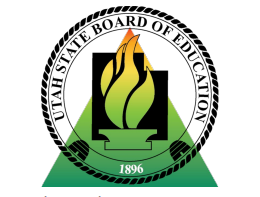 UTAH STATE BOARD OF EDUCATION
1896